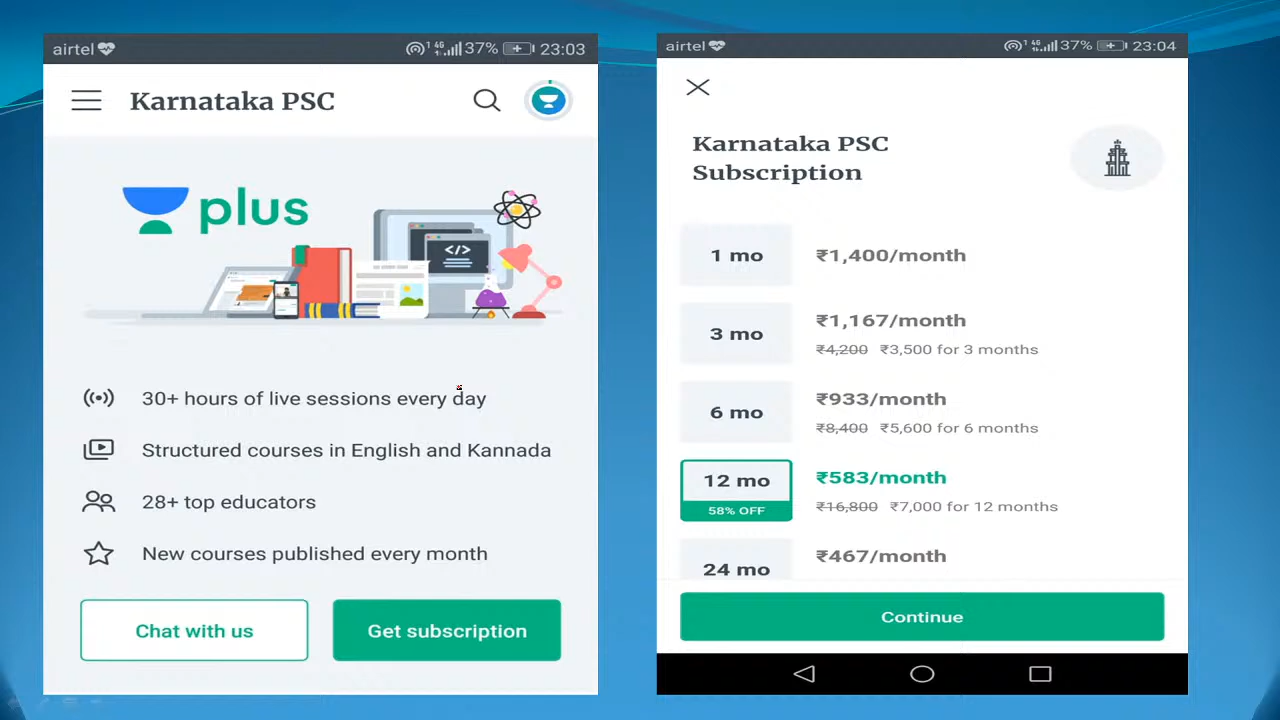 airtel 4G 37% 23:03
Karnataka PSC
plus
</>
30+ hours of live sessions every day
Structured courses in English and Kannada
28+ top educators
New courses published every month
Chat with us
Get subscription
airtel 4G 37% 23:04
Karnataka PSC
Subscription
1 mo ₹1,400/month
3 mo ₹1,167/month
₹4,200 ₹3,500 for 3 months
6 mo ₹933/month
₹8,400 ₹5,600 for 6 months
12 mo ₹583/month
58% OFF ₹16,800 ₹7,000 for 12 months
24 mo ₹467/month
Continue